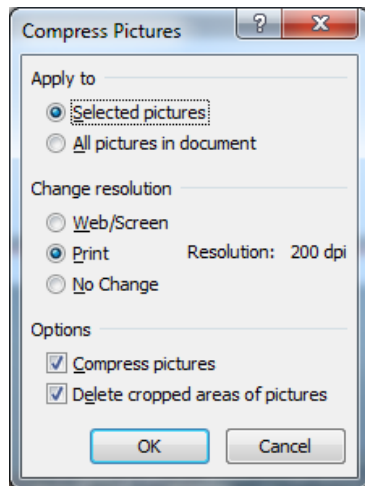 Compress Pictures
Apply to
Selected pictures
All pictures in document
Change resolution
Web/Screen
Print Resolution: 200 dpi
No Change
Options
Compress pictures
Delete cropped areas of pictures
OK Cancel